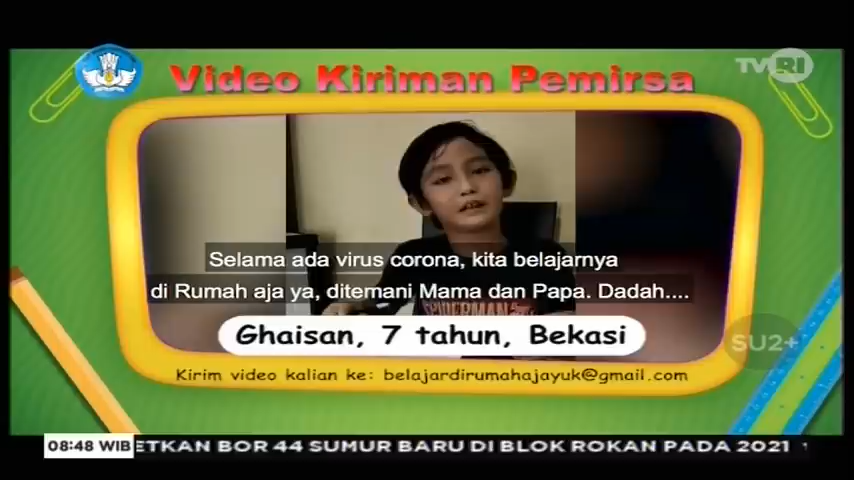 Video Kiriman Pemirsa
TVRI
Selama ada virus corona, kita belajarnya
di Rumah aja ya, ditemani Mama dan Papa. Dadah....
SPIDERMAN
Ghaisan, 7 tahun, Bekasi
SU2+
Kirim video kalian ke: belajardirumahajayuk@gmail.com
08:48 WIB ETKAN BOR 44 SUMUR BARU DI BLOK ROKAN PADA 2021